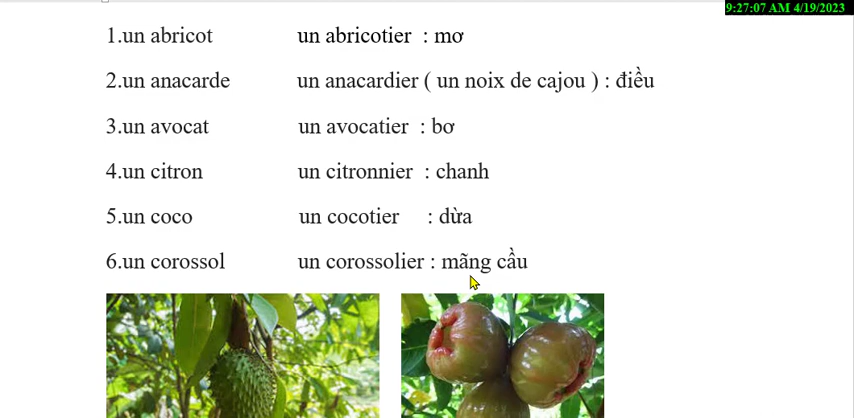 9:27:07 AM 4/19/2023
1.un abricot un abricotier : mơ
2.un anacarde un anacardier ( un noix de cajou ) : điều
3.un avocat un avocatier : bơ
4.un citron un citronnier : chanh
5.un coco un cocotier : dừa
6.un corossol un corossolier : mãng cầu